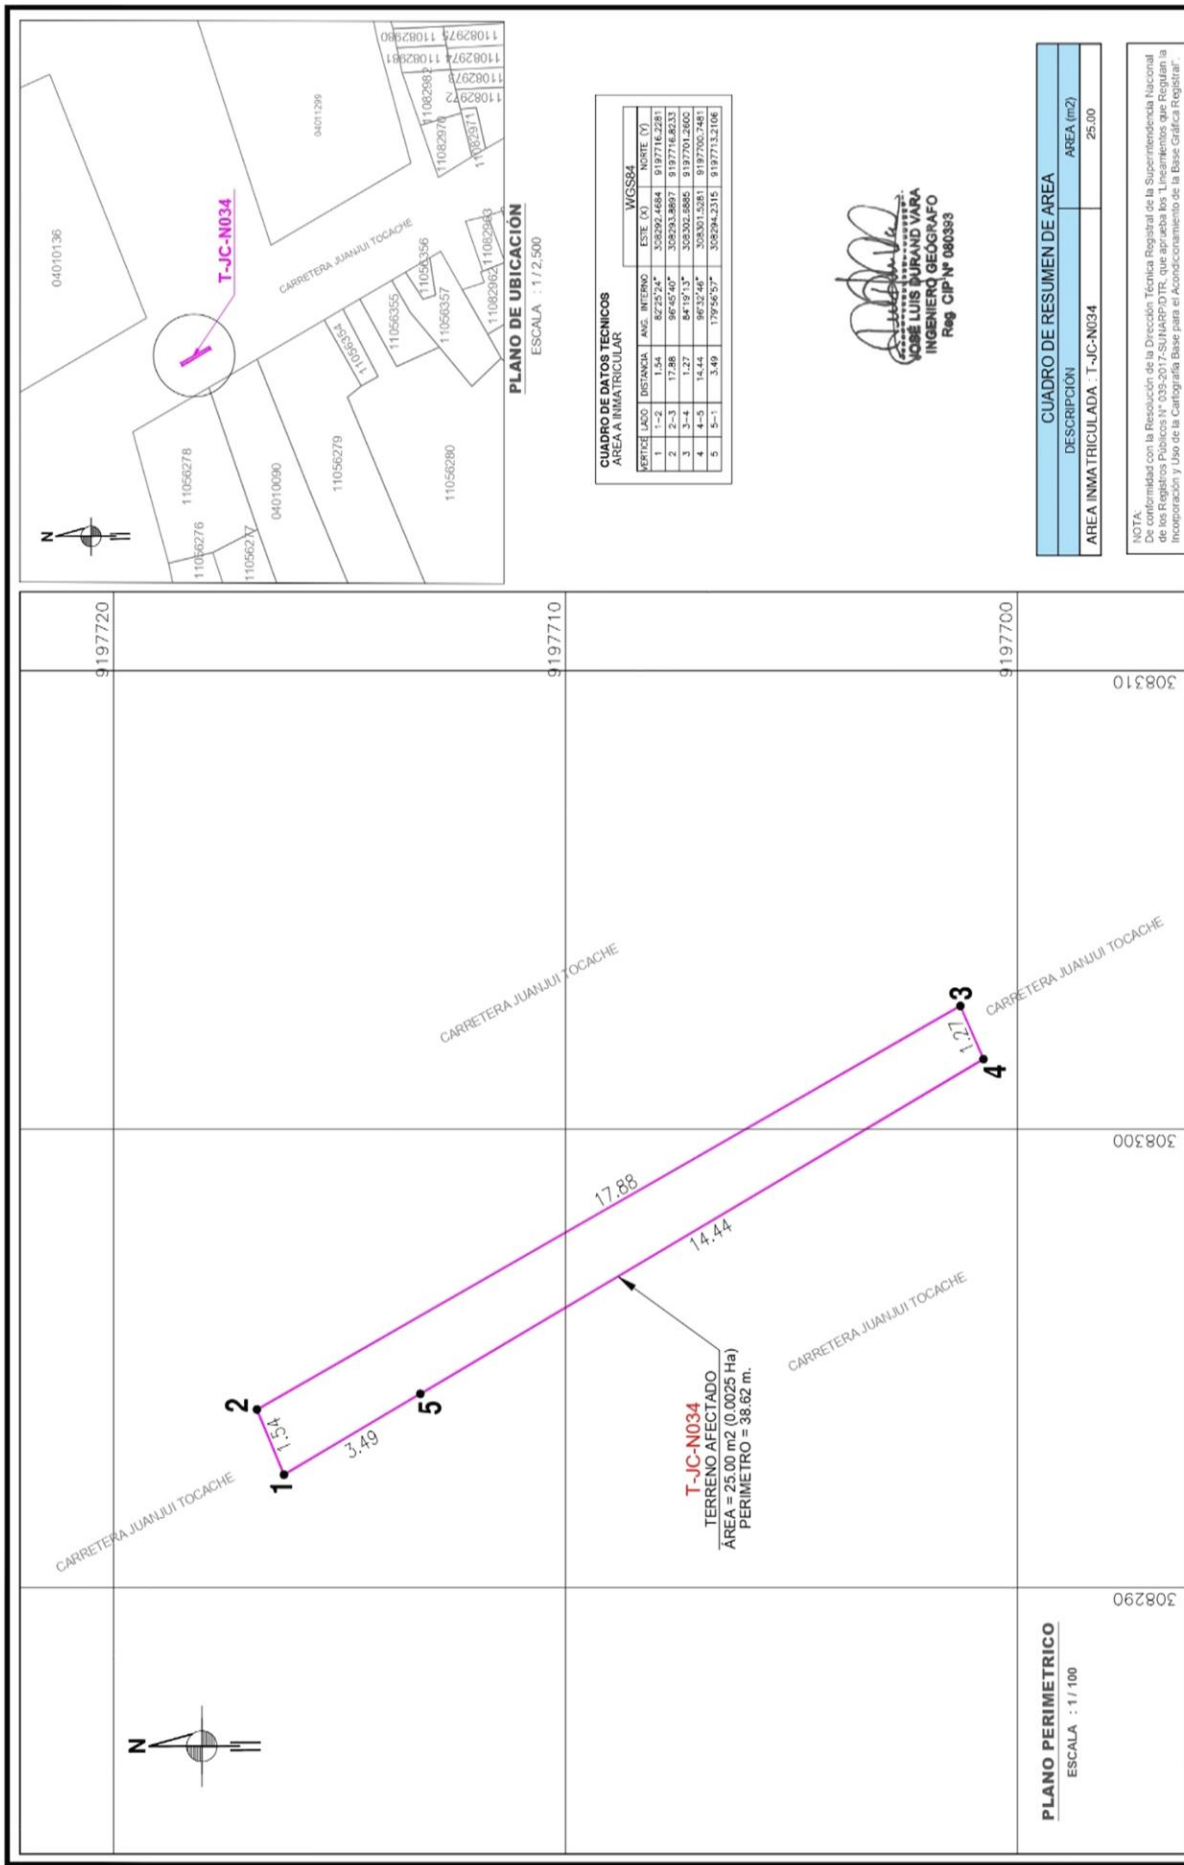 N
9197720
9197710
9197700
308290
308300
308310
CARRETERA JUANJUI TOCACHE
CARRETERA JUANJUI TOCACHE
CARRETERA JUANJUI TOCACHE
CARRETERA JUANJUI TOCACHE
1
2
3
4
5
1.54
17.88
1.27
14.44
3.49
T-JC-N034
TERRENO AFECTADO
ÁREA = 25.00 m2 (0.0025 Ha)
PERIMETRO = 38.62 m.
PLANO PERIMETRICO
ESCALA : 1 / 100
N
04010136
T-JC-N034
04011299
CARRETERA JUANJUI TOCACHE
11056278
11056276
11056277
04010090
11056279
11056280
11056354
11056355
11056356
11056357
11082962
11082963
11082970
11082971
11082982
11082972
11082973
11082981 11082974
11082980 11082975
PLANO DE UBICACIÓN
ESCALA : 1 / 2,500
CUADRO DE DATOS TECNICOS
AREA A INMATRICULAR
WGS84
VERTICE LADO DISTANCIA ANG. INTERNO ESTE (X) NORTE (Y)
1 1-2 1.54 82°25'24" 308292.4684 9197716.2281
2 2-3 17.88 96°45'40" 308293.8897 9197716.8233
3 3-4 1.27 84°19'13" 308302.6885 9197701.2600
4 4-5 14.44 96°32'46" 308301.5281 9197700.7481
5 5-1 3.49 179°56'57" 308294.2315 9197713.2106
JOSÉ LUIS DURAND VARA
INGENIERO GEOGRAFO
Reg. CIP N° 080393
CUADRO DE RESUMEN DE AREA
DESCRIPCIÓN AREA (m2)
AREA INMATRICULADA : T-JC-N034 25.00
NOTA:
De conformidad con la Resolución de la Dirección Técnica Registral de la Superintendencia Nacional
de los Registros Públicos N° 039-2017-SUNARP/DTR, que aprueba los "Lineamientos que Regulan la
Incorporación y Uso de la Cartografía Base para el Acondicionamiento de la Base Gráfica Registral".